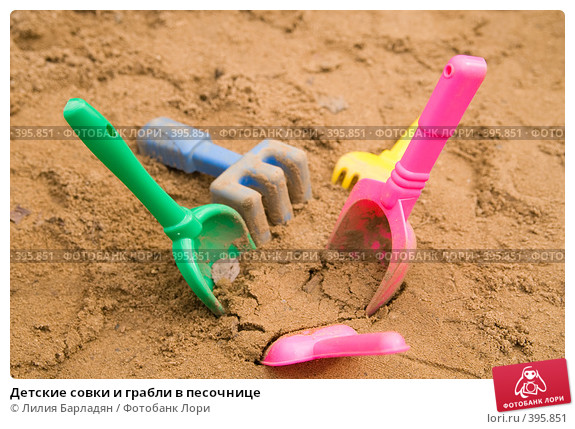 395.851 · ФОТОБАНК ЛОРИ · 395.851 · ФОТОБАНК ЛОРИ · 395.851 · ФОТОБАНК ЛОРИ · 395.851 · ФОТО
395.851 · ФОТОБАНК ЛОРИ · 395.851 · ФОТОБАНК ЛОРИ · 395.851 · ФОТОБАНК ЛОРИ · 395.851 · ФОТО
Детские совки и грабли в песочнице
© Лилия Барладян / Фотобанк Лори
ФОТОБАНК ЛОРИ
lori.ru / 395.851